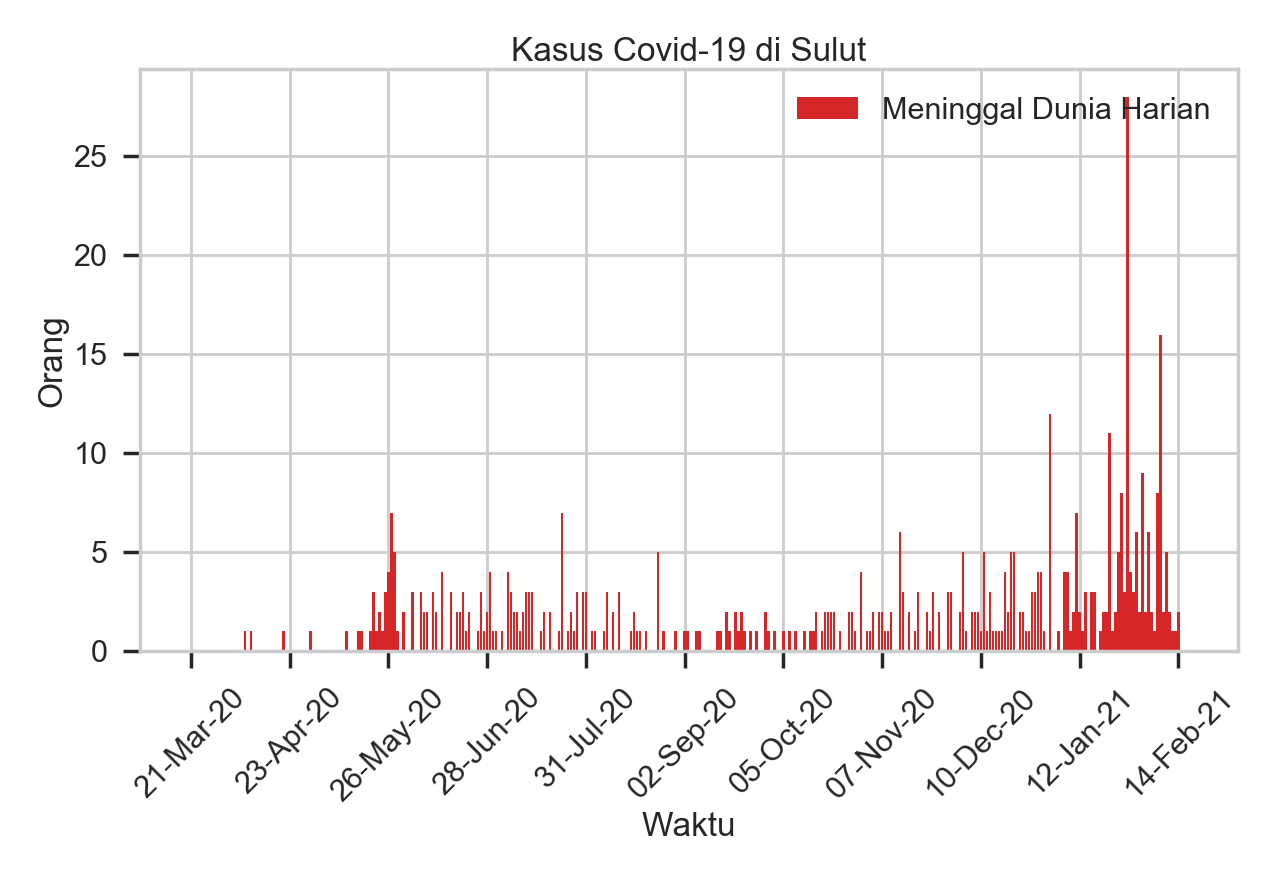 Kasus Covid-19 di Sulut
Meninggal Dunia Harian
25
20
15
10
5
0
Orang
21-Mar-20
23-Apr-20
26-May-20
28-Jun-20
31-Jul-20
02-Sep-20
05-Oct-20
07-Nov-20
10-Dec-20
12-Jan-21
14-Feb-21
Waktu